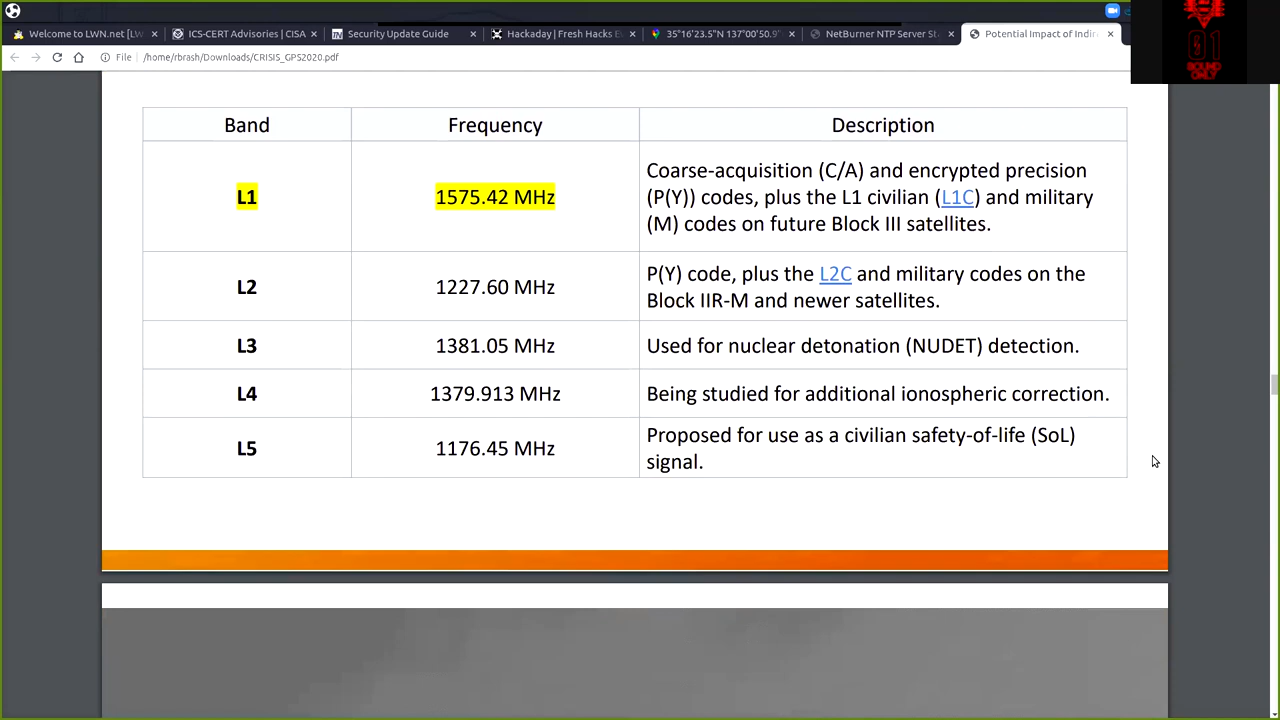 Welcome to LWN.net [LW
ICS-CERT Advisories | CISA
Security Update Guide
Hackaday | Fresh Hacks E
35°16'23.5"N 137°00'50.9"
NetBurner NTP Server St
Potential Impact of Indir
File
/home/rbrash/Downloads/CRISIS_GPS2020.pdf
01
BOUND
ONLY
Band Frequency Description
L1 1575.42 MHz Coarse-acquisition (C/A) and encrypted precision
(P(Y)) codes, plus the L1 civilian (L1C) and military
(M) codes on future Block III satellites.
L2 1227.60 MHz P(Y) code, plus the L2C and military codes on the
Block IIR-M and newer satellites.
L3 1381.05 MHz Used for nuclear detonation (NUDET) detection.
L4 1379.913 MHz Being studied for additional ionospheric correction.
L5 1176.45 MHz Proposed for use as a civilian safety-of-life (SoL)
signal.